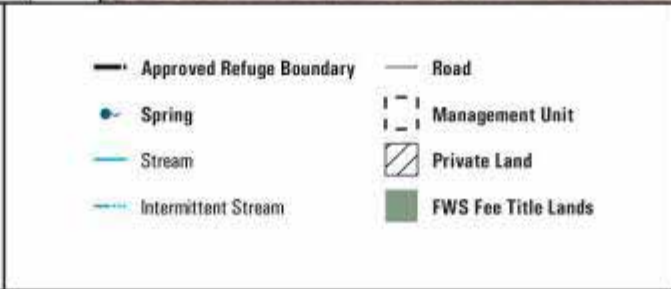 Approved Refuge Boundary
Spring
Stream
Intermittent Stream
Road
Management Unit
Private Land
FWS Fee Title Lands